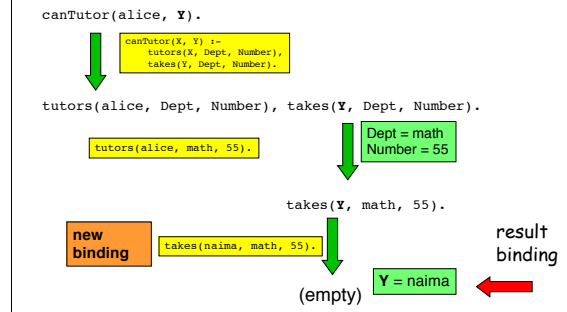 canTutor(alice, Y).
canTutor(X, Y) :-
tutors(X, Dept, Number),
takes(Y, Dept, Number).
tutors(alice, Dept, Number), takes(Y, Dept, Number).
tutors(alice, math, 55).
Dept = math
Number = 55
takes(Y, math, 55).
new
binding
takes(naima, math, 55).
result
binding
Y = naima
(empty)